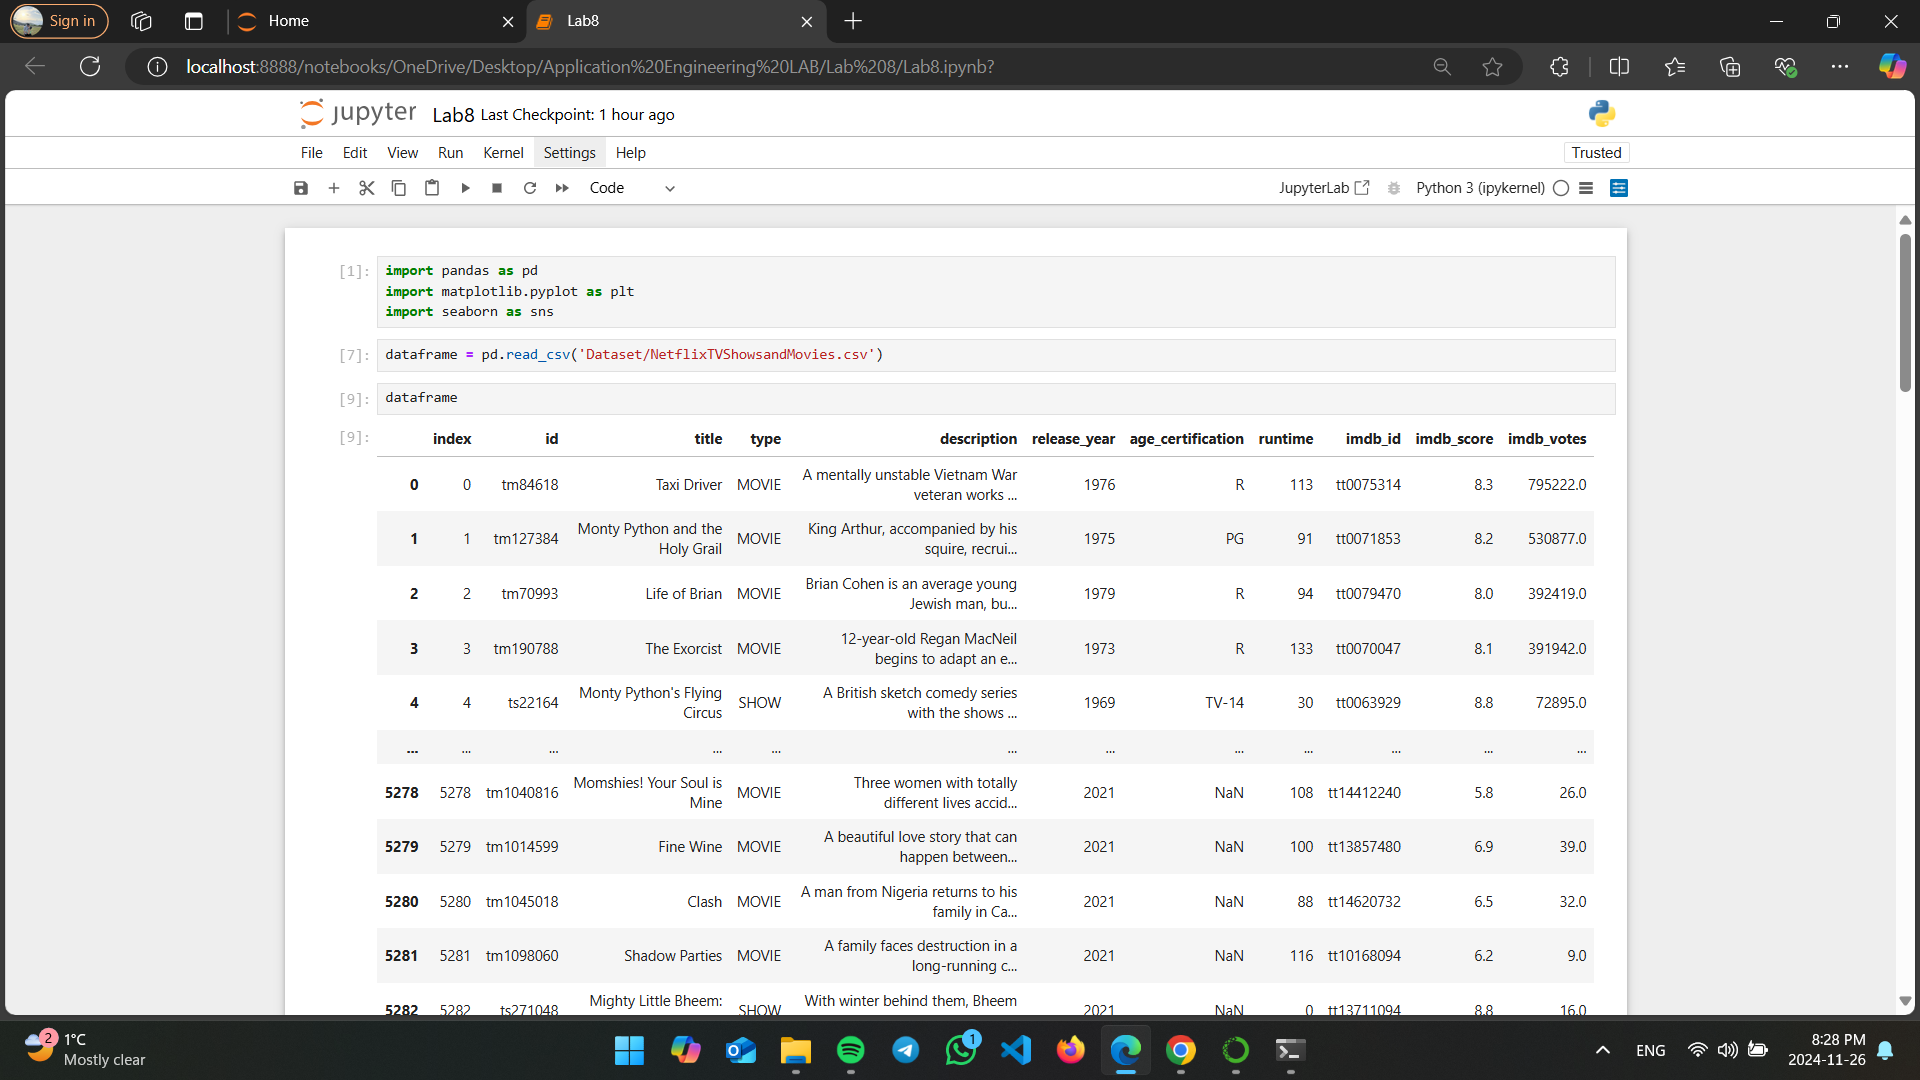 Sign in
Home
Lab8
localhost:8888/notebooks/OneDrive/Desktop/Application%20Engineering%20LAB/Lab%208/Lab8.ipynb?
jupyter Lab8 Last Checkpoint: 1 hour ago
File Edit View Run Kernel Settings Help Trusted
Code JupyterLab Python 3 (ipykernel)
[1]: import pandas as pd
import matplotlib.pyplot as plt
import seaborn as sns
[7]: dataframe = pd.read_csv('Dataset/NetflixTVShowsandMovies.csv')
[9]: dataframe
[9]: index id title type description release_year age_certification runtime imdb_id imdb_score imdb_votes
0 0 tm84618 Taxi Driver MOVIE A mentally unstable Vietnam War veteran works ... 1976 R 113 tt0075314 8.3 795222.0
1 1 tm127384 Monty Python and the Holy Grail MOVIE King Arthur, accompanied by his squire, recrui... 1975 PG 91 tt0071853 8.2 530877.0
2 2 tm70993 Life of Brian MOVIE Brian Cohen is an average young Jewish man, bu... 1979 R 94 tt0079470 8.0 392419.0
3 3 tm190788 The Exorcist MOVIE 12-year-old Regan MacNeil begins to adapt an e... 1973 R 133 tt0070047 8.1 391942.0
4 4 ts22164 Monty Python's Flying Circus SHOW A British sketch comedy series with the shows ... 1969 TV-14 30 tt0063929 8.8 72895.0
... ... ... ... ... ... ... ... ... ... ... ...
5278 5278 tm1040816 Momshies! Your Soul is Mine MOVIE Three women with totally different lives accid... 2021 NaN 108 tt14412240 5.8 26.0
5279 5279 tm1014599 Fine Wine MOVIE A beautiful love story that can happen between... 2021 NaN 100 tt13857480 6.9 39.0
5280 5280 tm1045018 Clash MOVIE A man from Nigeria returns to his family in Ca... 2021 NaN 88 tt14620732 6.5 32.0
5281 5281 tm1098060 Shadow Parties MOVIE A family faces destruction in a long-running c... 2021 NaN 116 tt10168094 6.2 9.0
5282 5282 ts271048 Mighty Little Bheem: SHOW With winter behind them, Bheem 2021 NaN 0 tt13711094 8.8 16.0
2
1°C
Mostly clear
1
ENG
8:28 PM
2024-11-26